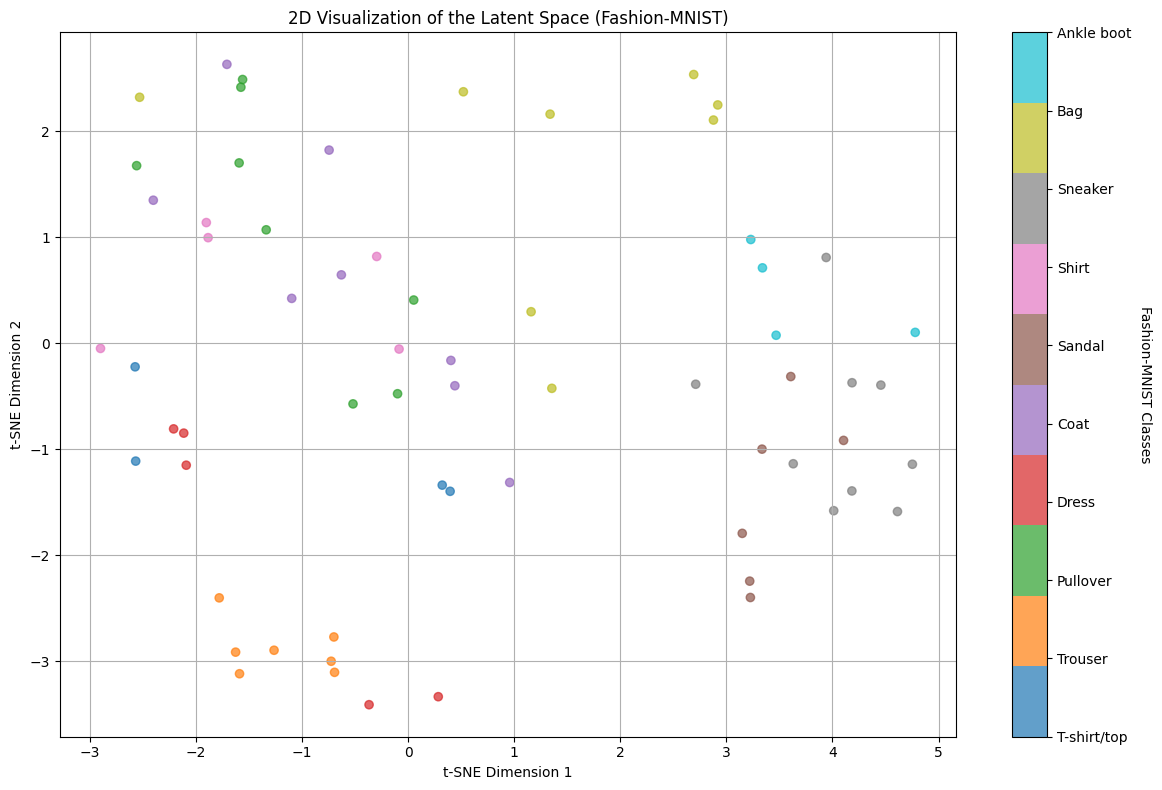 2D Visualization of the Latent Space (Fashion-MNIST)
t-SNE Dimension 2
2
1
0
−1
−2
−3
−3 −2 −1 0 1 2 3 4 5
t-SNE Dimension 1
Ankle boot
Bag
Sneaker
Shirt
Sandal
Coat
Dress
Pullover
Trouser
T-shirt/top
Fashion-MNIST Classes